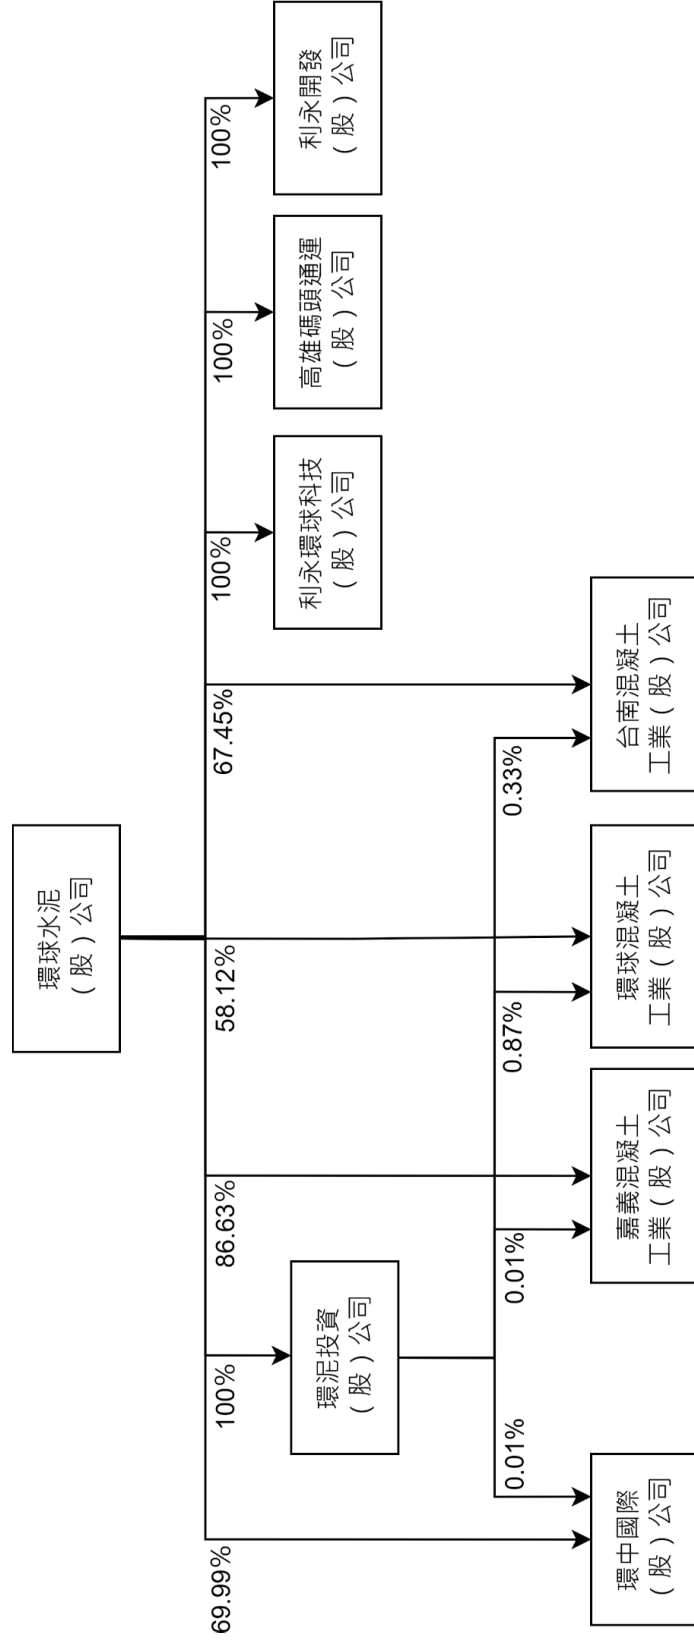 環球水泥
（股）公司
69.99%
100%
86.63%
58.12%
67.45%
100%
100%
100%
環泥投資
（股）公司
利永環球科技
（股）公司
高雄碼頭通運
（股）公司
利永開發
（股）公司
0.01%
0.01%
0.87%
0.33%
環中國際
（股）公司
嘉義混凝土
工業（股）公司
環球混凝土
工業（股）公司
台南混凝土
工業（股）公司